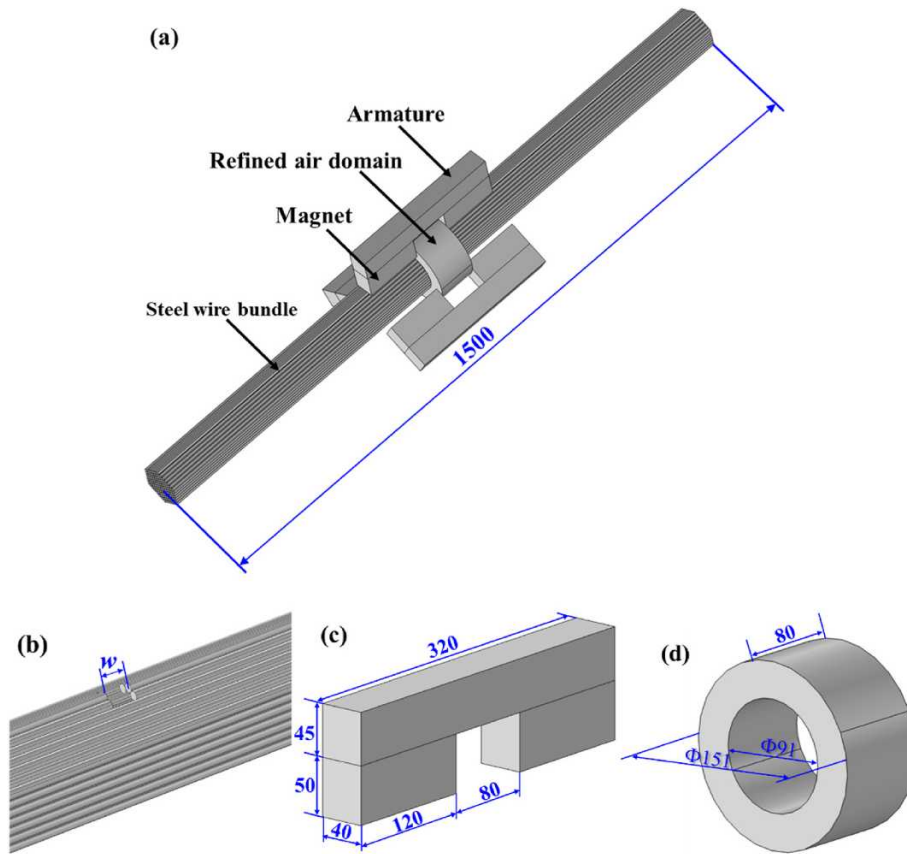 (a)
Armature
Refined air domain
Magnet
Steel wire bundle
1500
(b)
w
(c)
320
45
50
40
120
80
(d)
80
Φ91
Φ151